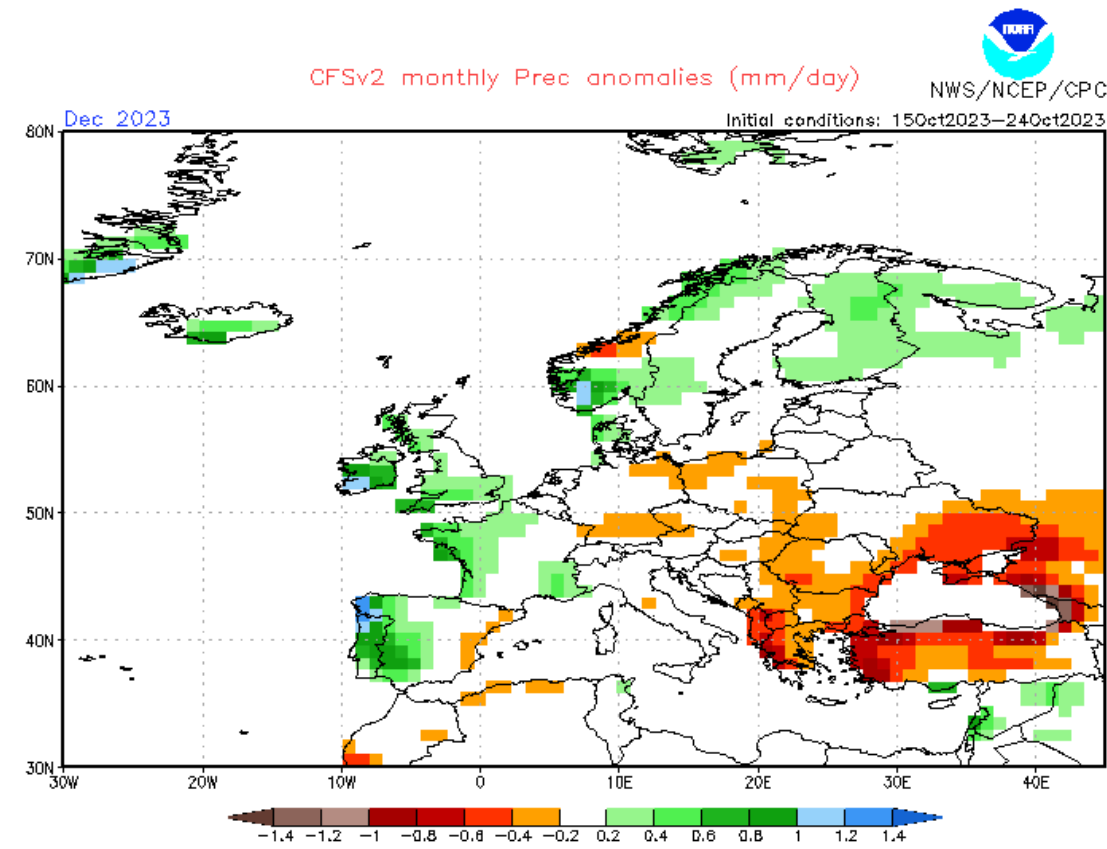 NOAA
CFSv2 monthly Prec anomalies (mm/day)
NWS/NCEP/CPC
Dec 2023
Initial conditions: 15Oct2023–24Oct2023
80N
70N
60N
50N
40N
30N
30W 20W 10W 0 10E 20E 30E 40E
−1.4 −1.2 −1 −0.8 −0.6 −0.4 −0.2 0.2 0.4 0.6 0.8 1 1.2 1.4